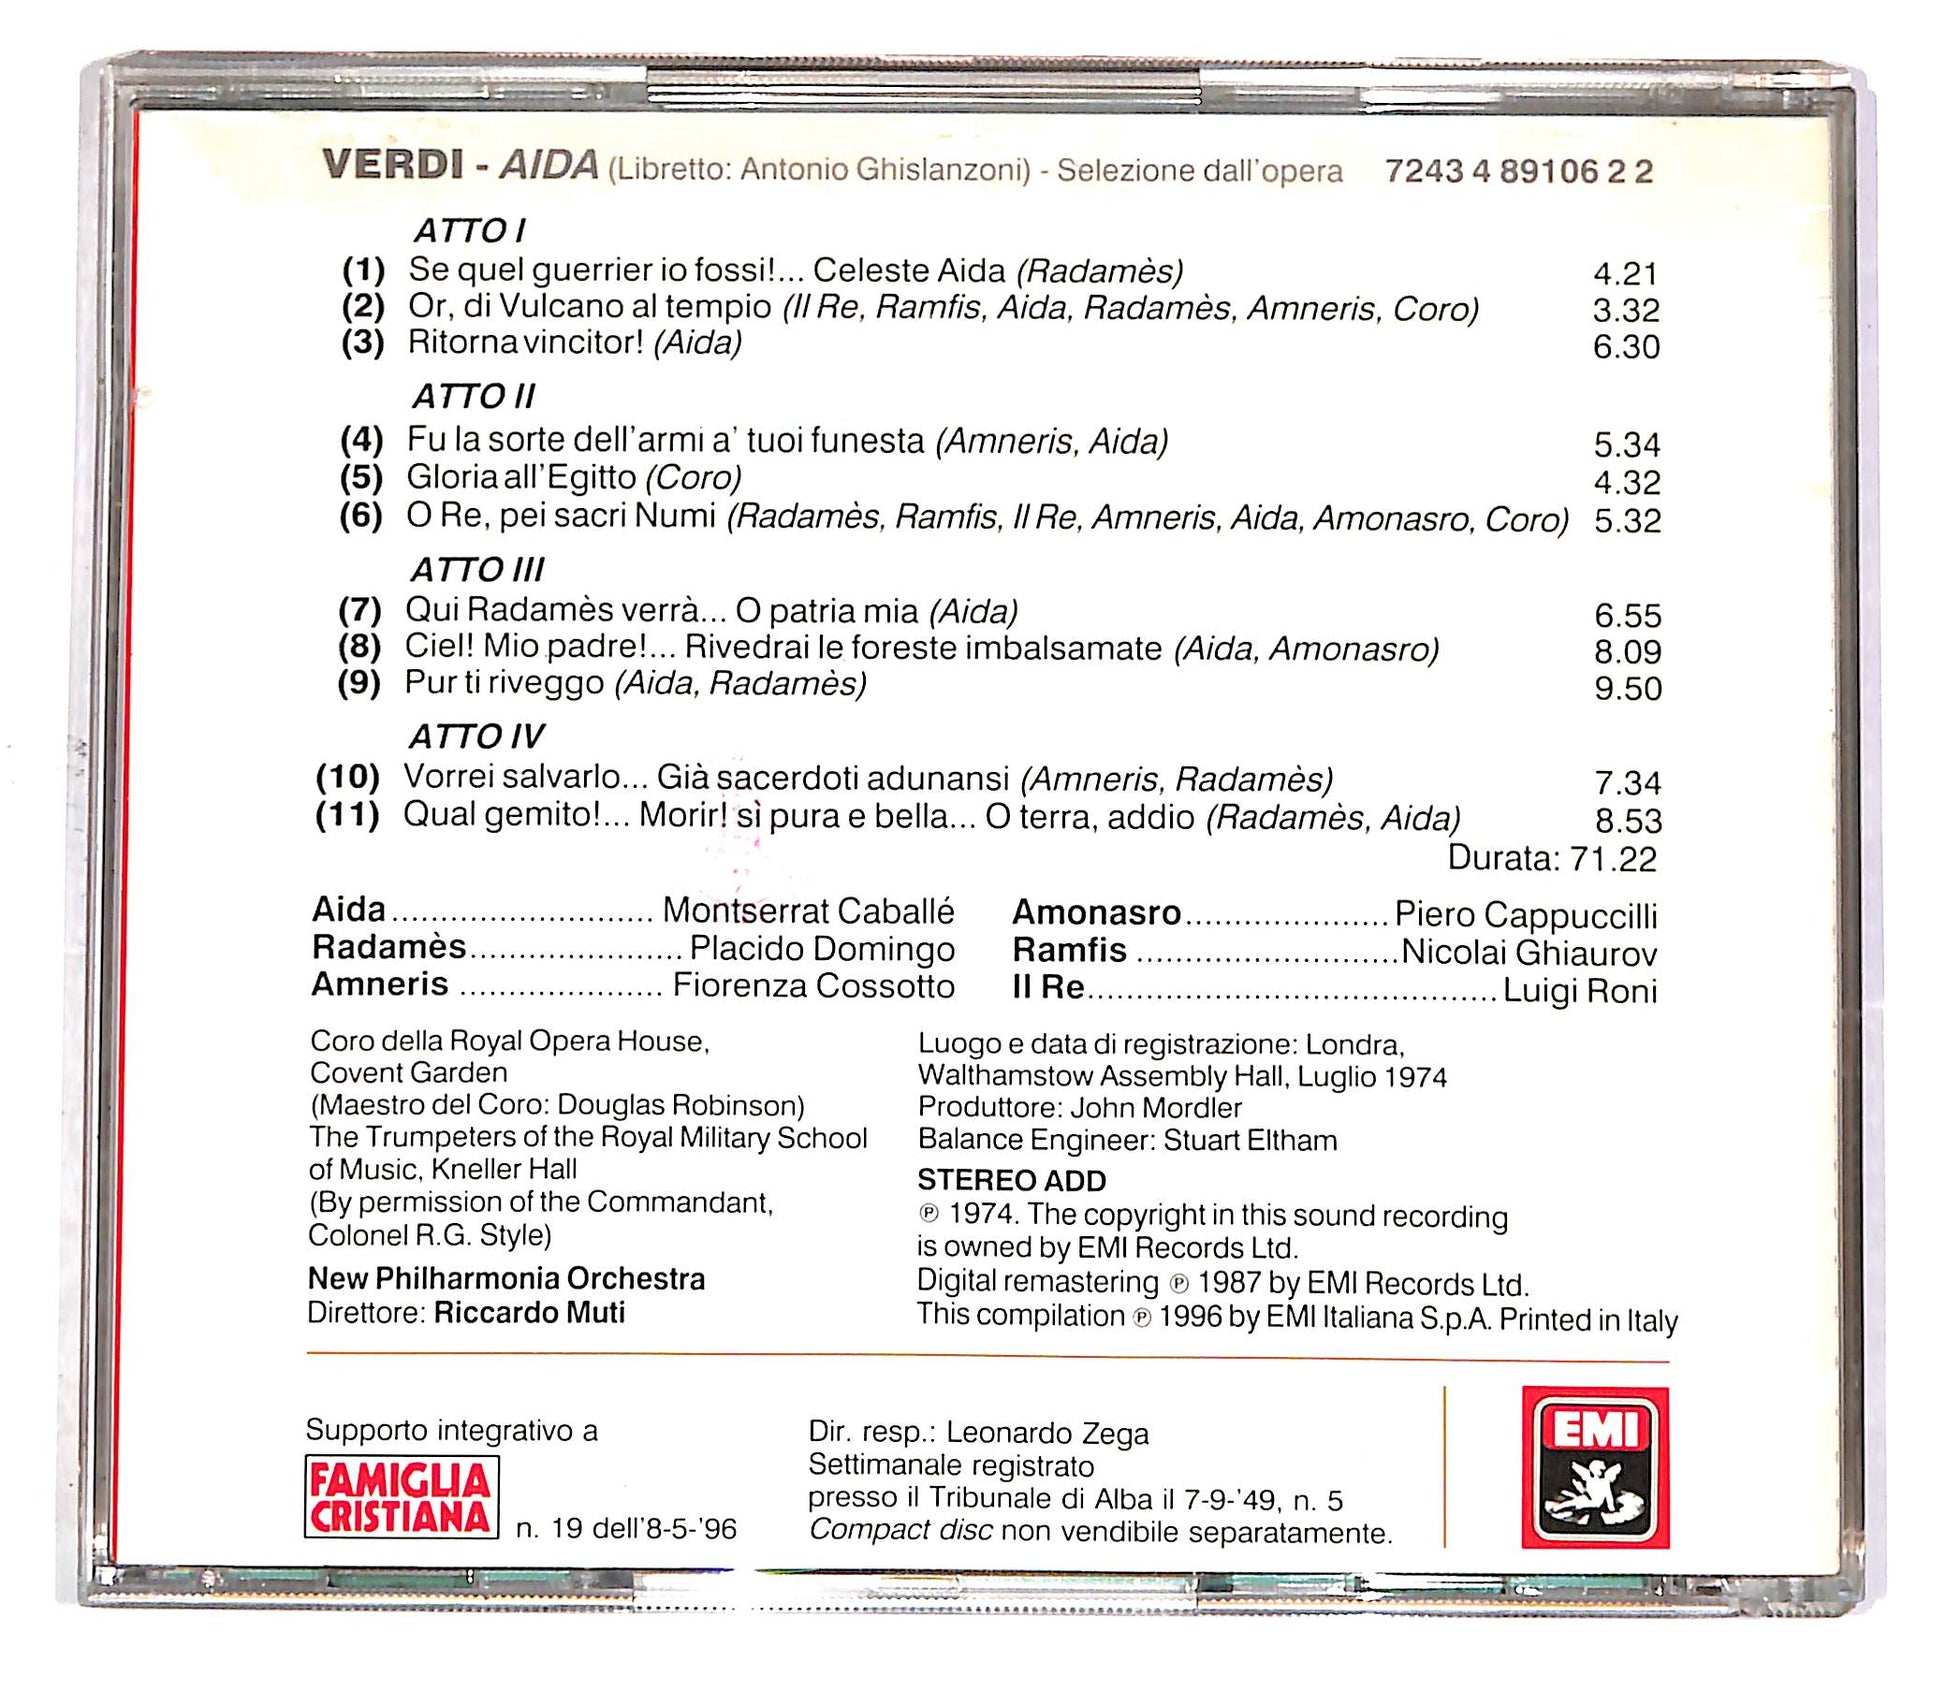 VERDI - AIDA (Libretto: Antonio Ghislanzoni) - Selezione dall'opera 7243 4 89106 2 2
ATTO I
(1) Se quel guerrier io fossi!... Celeste Aida (Radamès) 4.21
(2) Or, di Vulcano al tempio (Il Re, Ramfis, Aida, Radamès, Amneris, Coro) 3.32
(3) Ritorna vincitor! (Aida) 6.30
ATTO II
(4) Fu la sorte dell'armi a' tuoi funesta (Amneris, Aida) 5.34
(5) Gloria all'Egitto (Coro) 4.32
(6) O Re, pei sacri Numi (Radamès, Ramfis, Il Re, Amneris, Aida, Amonasro, Coro) 5.32
ATTO III
(7) Qui Radamès verrà... O patria mia (Aida) 6.55
(8) Ciel! Mio padre!... Rivedrai le foreste imbalsamate (Aida, Amonasro) 8.09
(9) Pur ti riveggo (Aida, Radamès) 9.50
ATTO IV
(10) Vorrei salvarlo... Già sacerdoti adunansi (Amneris, Radamès) 7.34
(11) Qual gemito!... Morir! sì pura e bella... O terra, addio (Radamès, Aida) 8.53
Durata: 71.22
Aida.......................... Montserrat Caballé
Radamès..................... Placido Domingo
Amneris .................... Fiorenza Cossotto
Amonasro.................... Piero Cappuccilli
Ramfis ..........................Nicolai Ghiaurov
Il Re......................................... Luigi Roni
Coro della Royal Opera House,
Covent Garden
(Maestro del Coro: Douglas Robinson)
The Trumpeters of the Royal Military School
of Music, Kneller Hall
(By permission of the Commandant,
Colonel R.G. Style)
New Philharmonia Orchestra
Direttore: Riccardo Muti
Luogo e data di registrazione: Londra,
Walthamstow Assembly Hall, Luglio 1974
Produttore: John Mordler
Balance Engineer: Stuart Eltham
STEREO ADD
℗ 1974. The copyright in this sound recording
is owned by EMI Records Ltd.
Digital remastering ℗ 1987 by EMI Records Ltd.
This compilation ℗ 1996 by EMI Italiana S.p.A. Printed in Italy
Supporto integrativo a
FAMIGLIA
CRISTIANA
n. 19 dell'8-5-'96
Dir. resp.: Leonardo Zega
Settimanale registrato
presso il Tribunale di Alba il 7-9-'49, n. 5
Compact disc non vendibile separatamente.
EMI